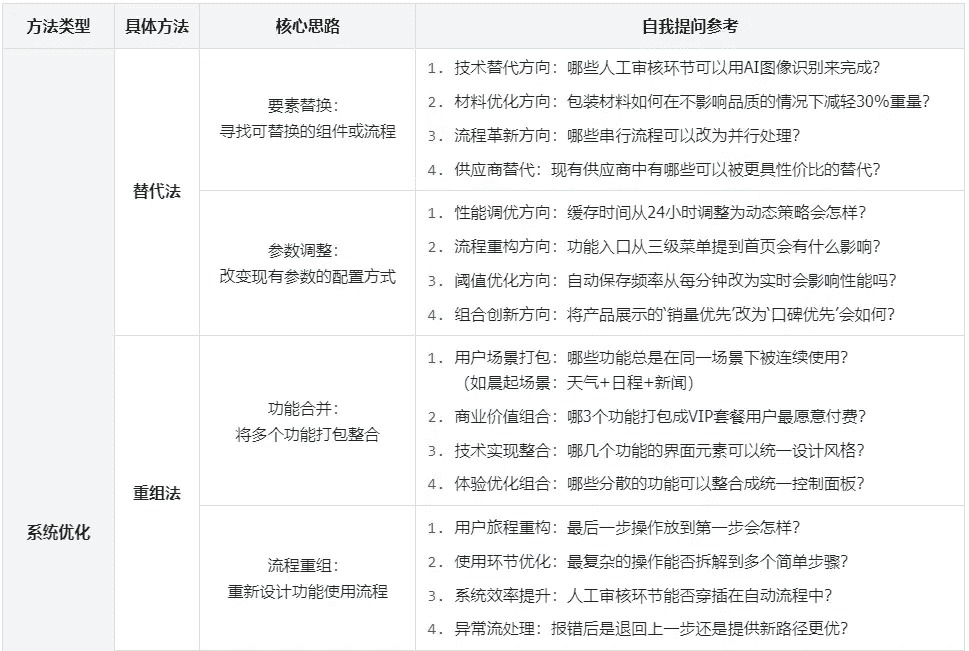 方法类型 具体方法 核心思路 自我提问参考
系统优化
替代法
要素替换：
寻找可替换的组件或流程
1. 技术替代方向：哪些人工审核环节可以用AI图像识别来完成？
2. 材料优化方向：包装材料如何在不影响品质的情况下减轻30%重量？
3. 流程革新方向：哪些串行流程可以改为并行处理？
4. 供应商替代：现有供应商中有哪些可以被更具性价比的替代？
参数调整：
改变现有参数的配置方式
1. 性能调优方向：缓存时间从24小时调整为动态策略会怎样？
2. 流程重构方向：功能入口从三级菜单提到首页会有什么影响？
3. 阈值优化方向：自动保存频率从每分钟改为实时会影响性能吗？
4. 组合创新方向：将产品展示的‘销量优先’改为‘口碑优先’会如何？
重组法
功能合并：
将多个功能打包整合
1. 用户场景打包：哪些功能总是在同一场景下被连续使用？
（如晨起场景：天气+日程+新闻）
2. 商业价值组合：哪3个功能打包成VIP套餐用户最愿意付费？
3. 技术实现整合：哪几个功能的界面元素可以统一设计风格？
4. 体验优化组合：哪些分散的功能可以整合成统一控制面板？
流程重组：
重新设计功能使用流程
1. 用户旅程重构：最后一步操作放到第一步会怎样？
2. 使用环节优化：最复杂的操作能否拆解到多个简单步骤？
3. 系统效率提升：人工审核环节能否穿插在自动流程中？
4. 异常流处理：报错后是退回上一步还是提供新路径更优？